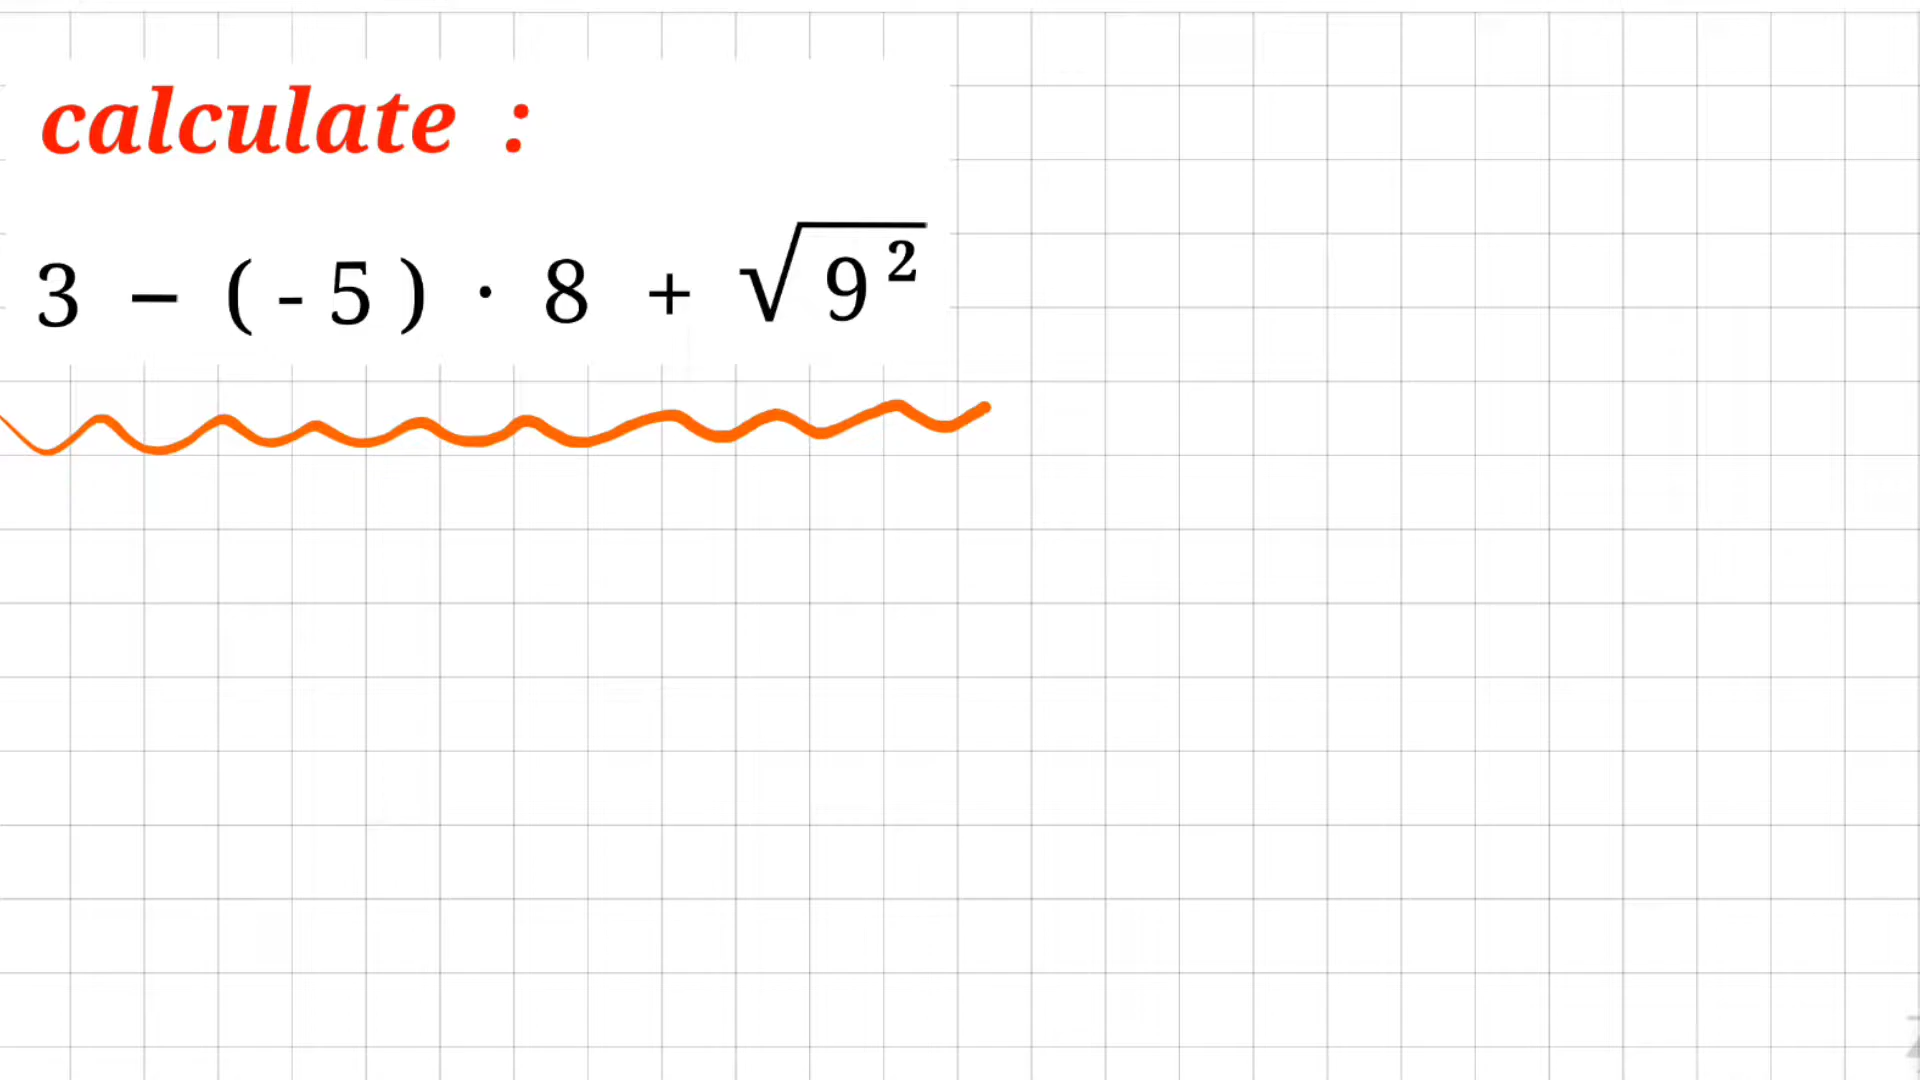 calculate :
3 – (-5) · 8 + √9²